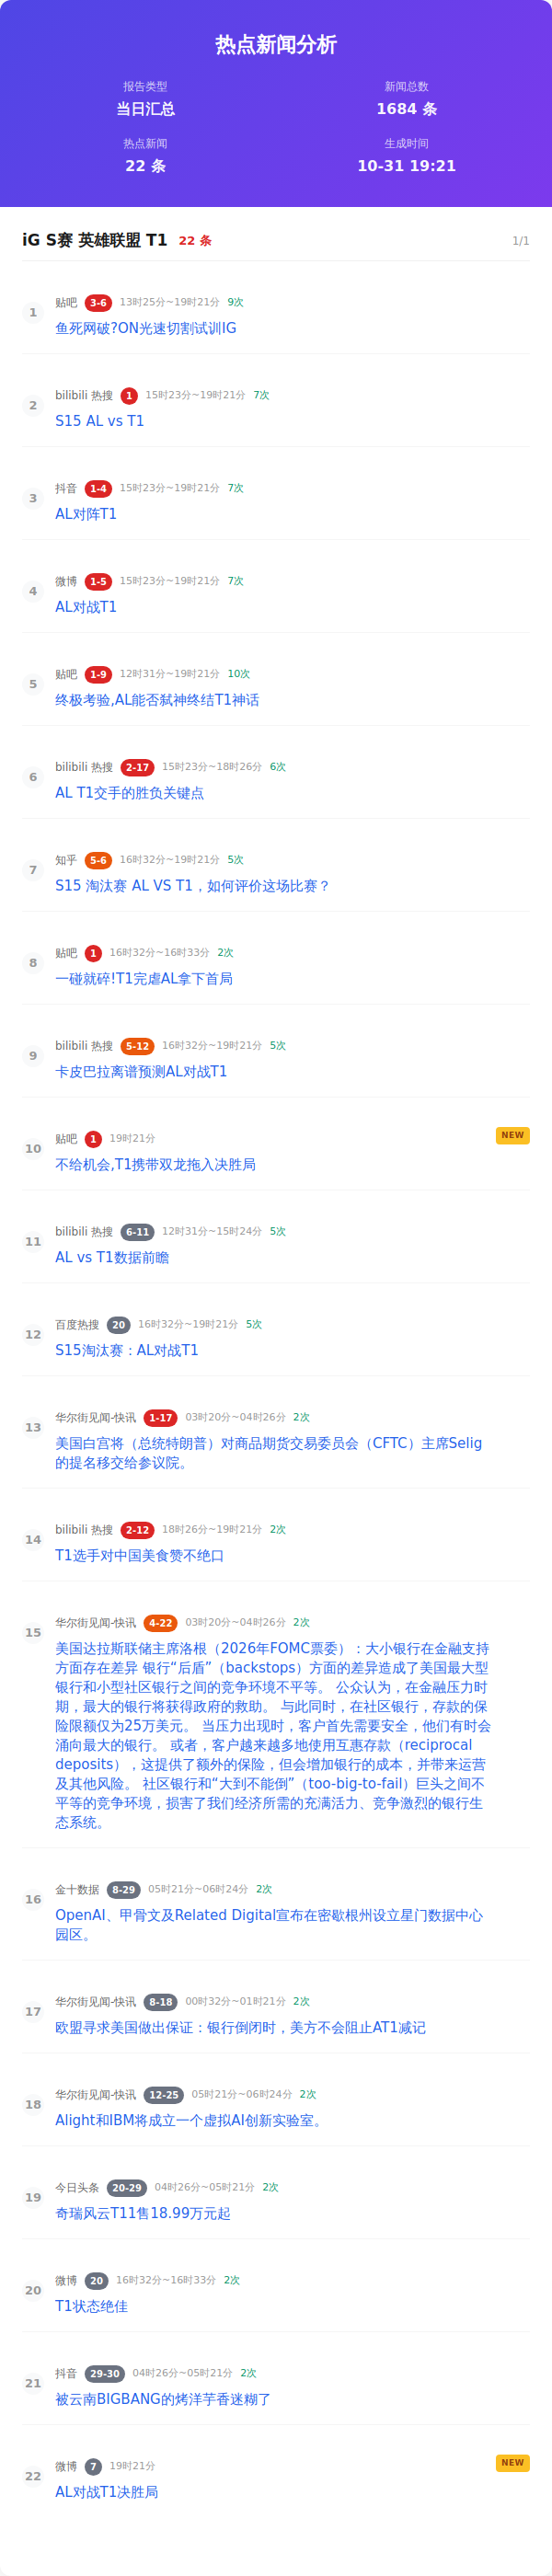 热点新闻分析
报告类型
当日汇总
新闻总数
1684 条
热点新闻
22 条
生成时间
10-31 19:21
iG S赛 英雄联盟 T1 22 条 1/1
1
贴吧 3-6 13时25分~19时21分 9次
鱼死网破?ON光速切割试训IG
2
bilibili 热搜 1 15时23分~19时21分 7次
S15 AL vs T1
3
抖音 1-4 15时23分~19时21分 7次
AL对阵T1
4
微博 1-5 15时23分~19时21分 7次
AL对战T1
5
贴吧 1-9 12时31分~19时21分 10次
终极考验,AL能否弑神终结T1神话
6
bilibili 热搜 2-17 15时23分~18时26分 6次
AL T1交手的胜负关键点
7
知乎 5-6 16时32分~19时21分 5次
S15 淘汰赛 AL VS T1，如何评价这场比赛？
8
贴吧 1 16时32分~16时33分 2次
一碰就碎!T1完虐AL拿下首局
9
bilibili 热搜 5-12 16时32分~19时21分 5次
卡皮巴拉离谱预测AL对战T1
10
贴吧 1 19时21分 NEW
不给机会,T1携带双龙拖入决胜局
11
bilibili 热搜 6-11 12时31分~15时24分 5次
AL vs T1数据前瞻
12
百度热搜 20 16时32分~19时21分 5次
S15淘汰赛：AL对战T1
13
华尔街见闻-快讯 1-17 03时20分~04时26分 2次
美国白宫将（总统特朗普）对商品期货交易委员会（CFTC）主席Selig
的提名移交给参议院。
14
bilibili 热搜 2-12 18时26分~19时21分 2次
T1选手对中国美食赞不绝口
15
华尔街见闻-快讯 4-22 03时20分~04时26分 2次
美国达拉斯联储主席洛根（2026年FOMC票委）：大小银行在金融支持
方面存在差异 银行“后盾”（backstops）方面的差异造成了美国最大型
银行和小型社区银行之间的竞争环境不平等。 公众认为，在金融压力时
期，最大的银行将获得政府的救助。 与此同时，在社区银行，存款的保
险限额仅为25万美元。 当压力出现时，客户首先需要安全，他们有时会
涌向最大的银行。 或者，客户越来越多地使用互惠存款（reciprocal
deposits），这提供了额外的保险，但会增加银行的成本，并带来运营
及其他风险。 社区银行和“大到不能倒”（too-big-to-fail）巨头之间不
平等的竞争环境，损害了我们经济所需的充满活力、竞争激烈的银行生
态系统。
16
金十数据 8-29 05时21分~06时24分 2次
OpenAI、甲骨文及Related Digital宣布在密歇根州设立星门数据中心
园区。
17
华尔街见闻-快讯 8-18 00时32分~01时21分 2次
欧盟寻求美国做出保证：银行倒闭时，美方不会阻止AT1减记
18
华尔街见闻-快讯 12-25 05时21分~06时24分 2次
Alight和IBM将成立一个虚拟AI创新实验室。
19
今日头条 20-29 04时26分~05时21分 2次
奇瑞风云T11售18.99万元起
20
微博 20 16时32分~16时33分 2次
T1状态绝佳
21
抖音 29-30 04时26分~05时21分 2次
被云南BIGBANG的烤洋芋香迷糊了
22
微博 7 19时21分 NEW
AL对战T1决胜局